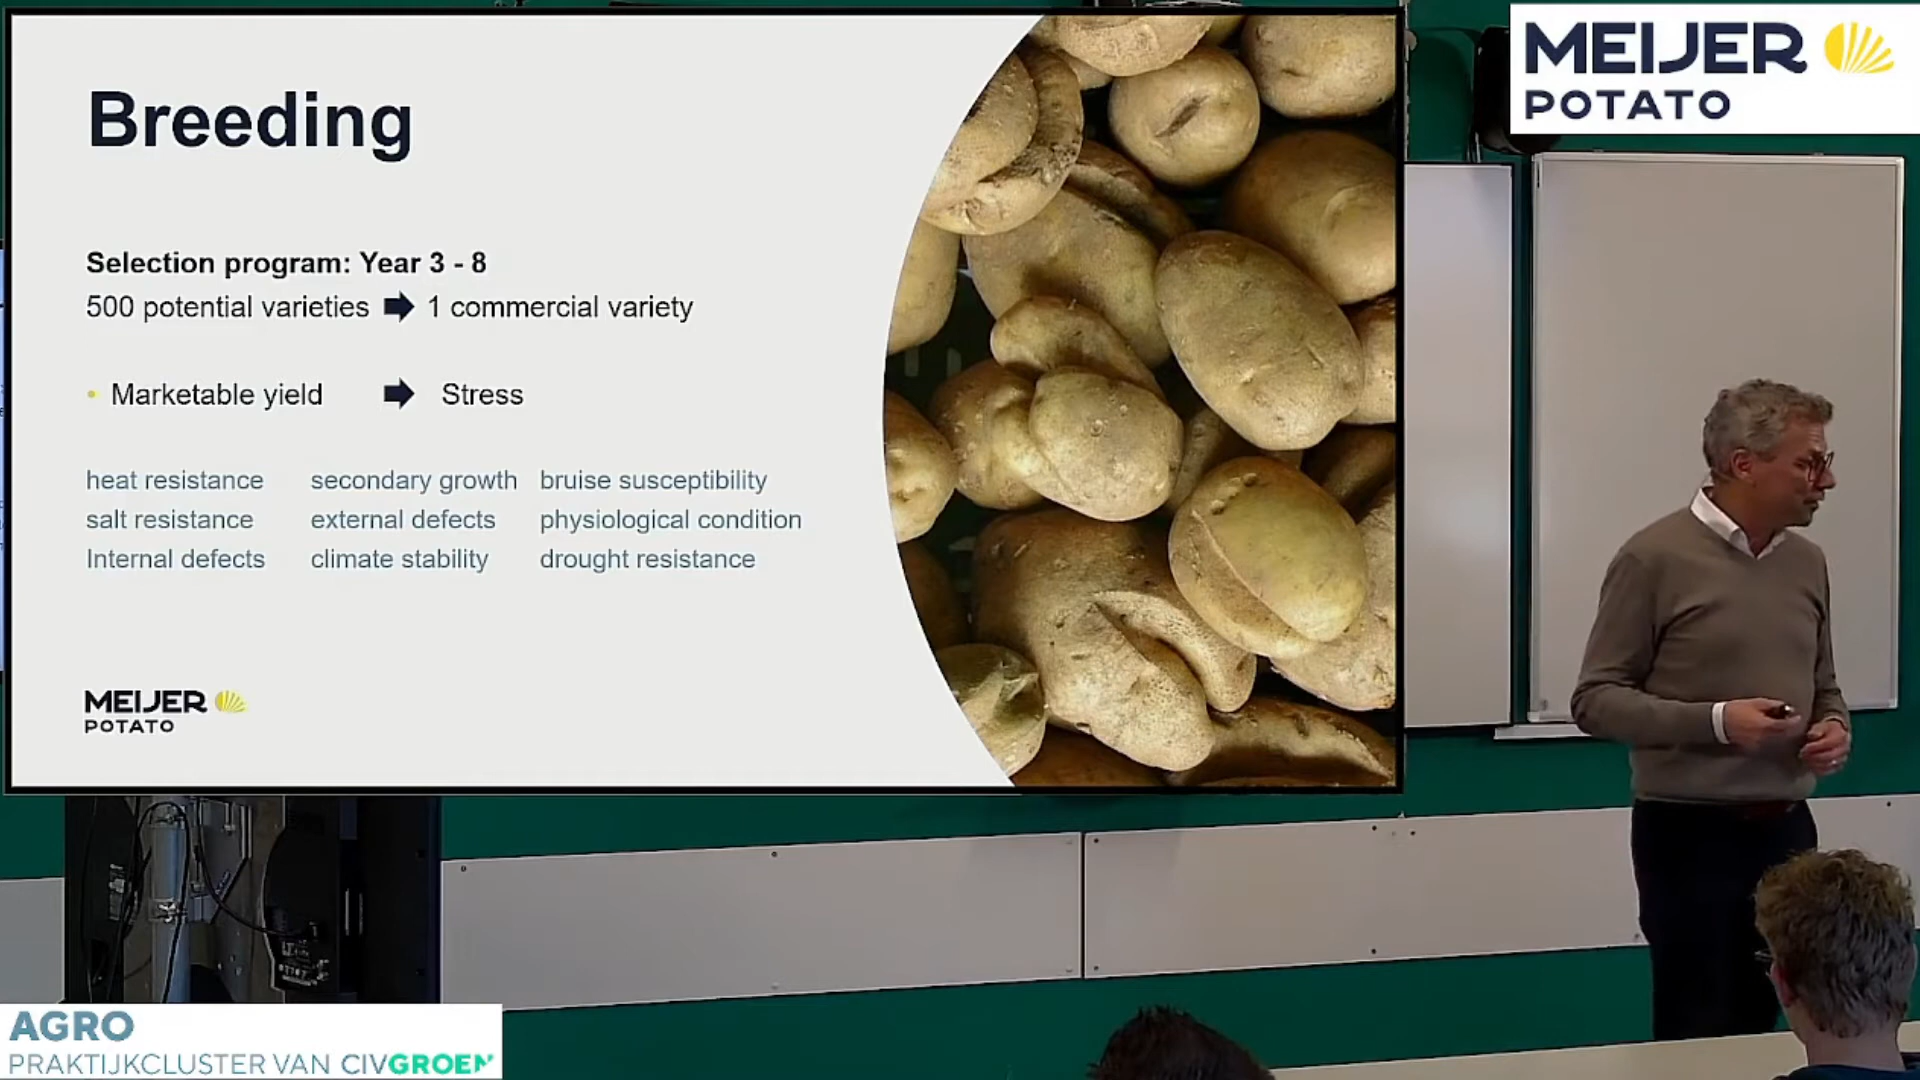 Breeding
Selection program: Year 3 - 8
500 potential varieties ➡ 1 commercial variety
• Marketable yield ➡ Stress
heat resistance secondary growth bruise susceptibility
salt resistance external defects physiological condition
Internal defects climate stability drought resistance
MEIJER
POTATO
MEIJER
POTATO
AGRO
PRAKTIJKCLUSTER VAN CIVGROEN